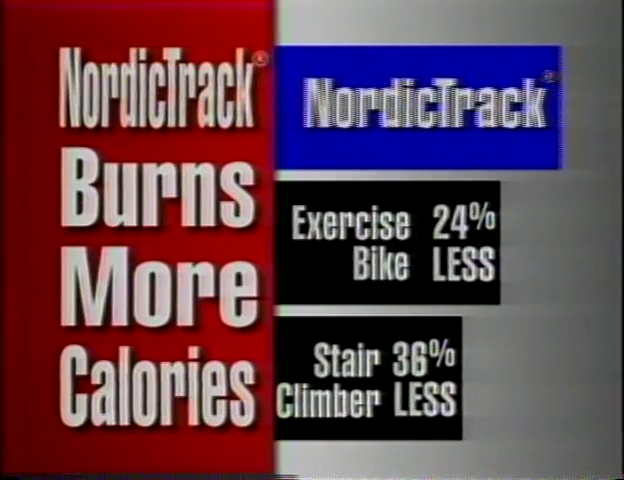 NordicTrack®
Burns
More
Calories
NordicTrack®
Exercise 24%
Bike LESS
Stair 36%
Climber LESS